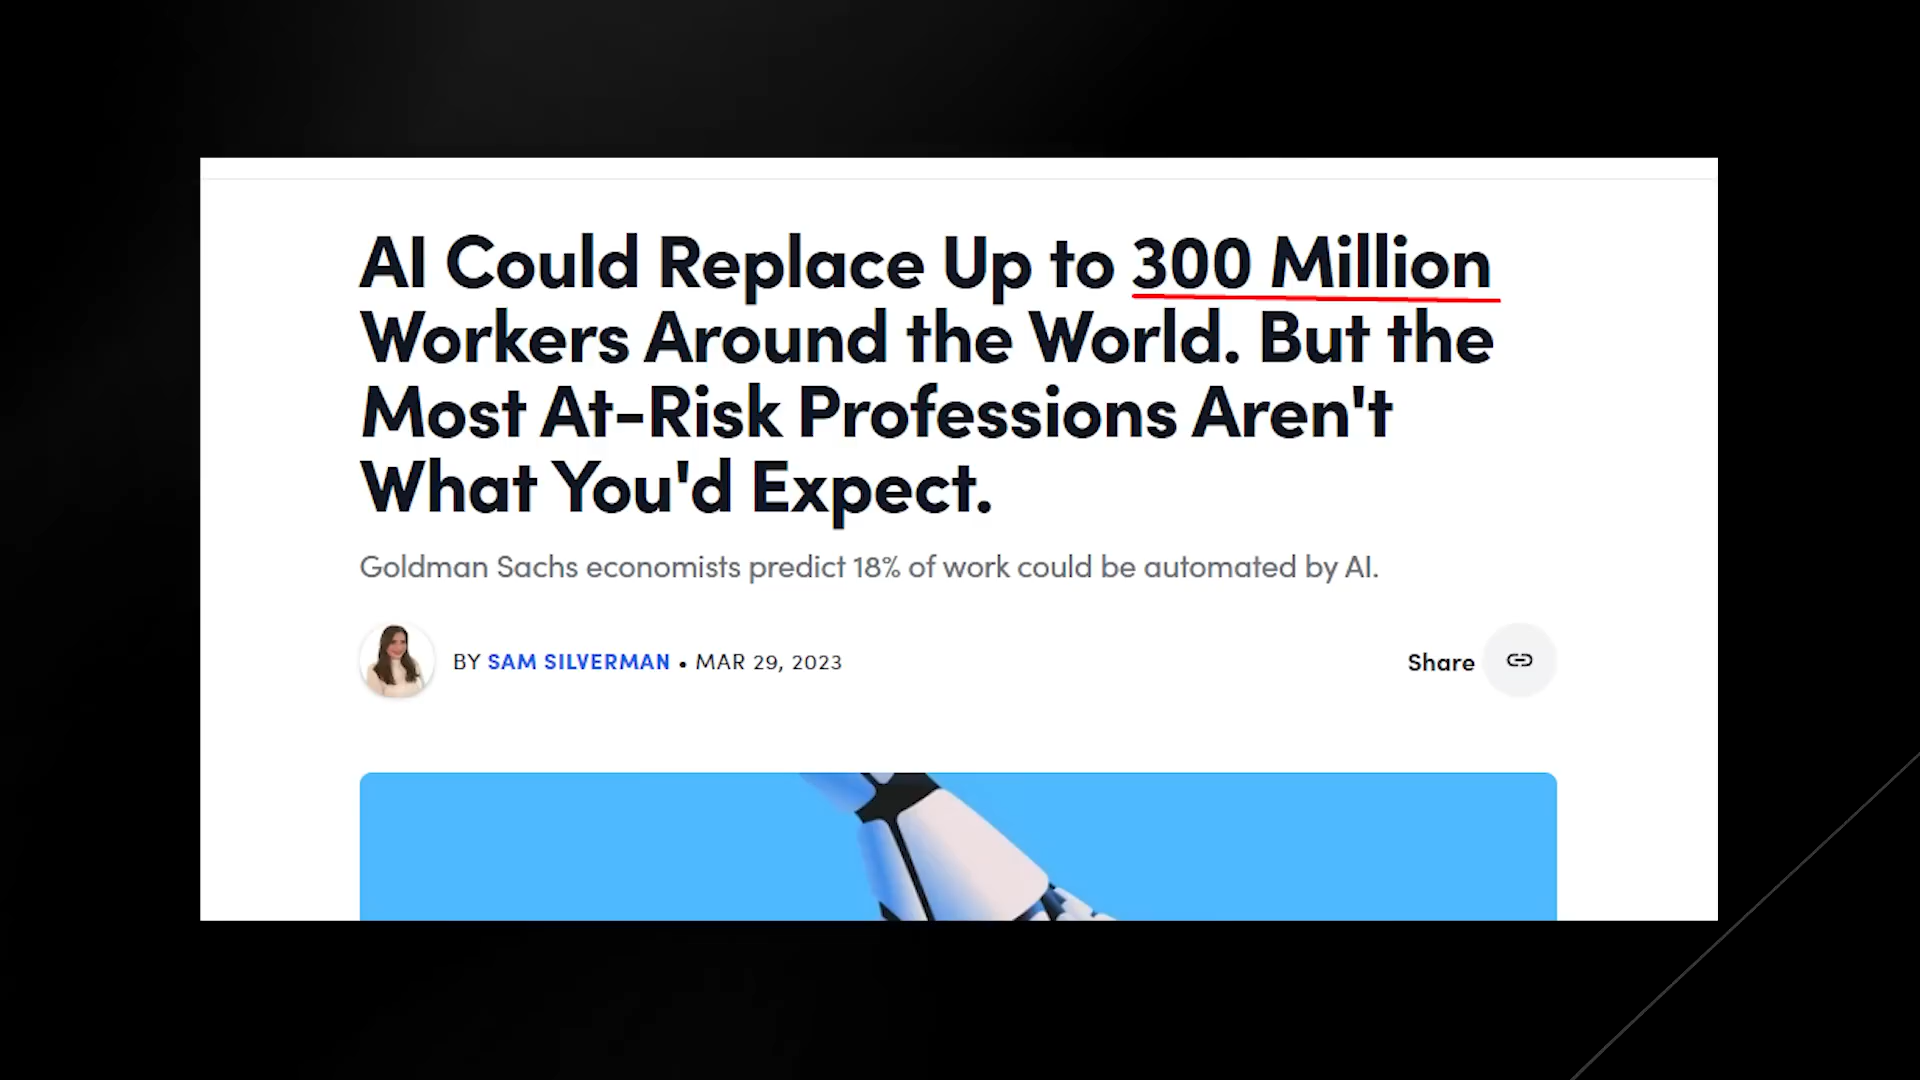 AI Could Replace Up to 300 Million
Workers Around the World. But the
Most At-Risk Professions Aren't
What You'd Expect.
Goldman Sachs economists predict 18% of work could be automated by AI.
BY SAM SILVERMAN • MAR 29, 2023
Share